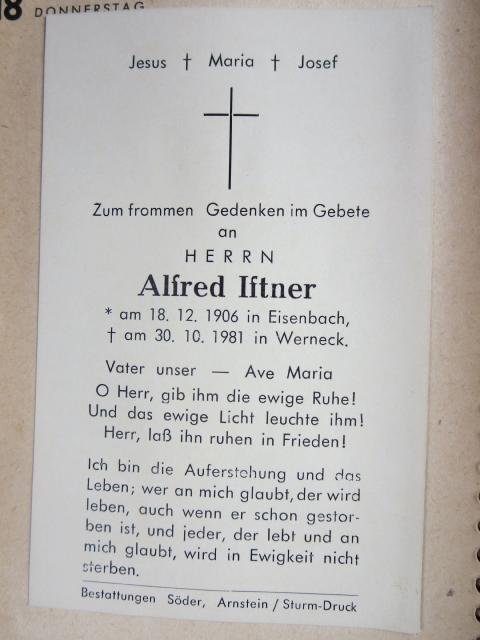 18 DONNERSTAG
Jesus † Maria † Josef
Zum frommen Gedenken im Gebete
an
HERRN
Alfred Iftner
* am 18. 12. 1906 in Eisenbach,
† am 30. 10. 1981 in Werneck.
Vater unser — Ave Maria
O Herr, gib ihm die ewige Ruhe!
Und das ewige Licht leuchte ihm!
Herr, laß ihn ruhen in Frieden!
Ich bin die Auferstehung und das
Leben; wer an mich glaubt, der wird
leben, auch wenn er schon gestor-
ben ist, und jeder, der lebt und an
mich glaubt, wird in Ewigkeit nicht
sterben.
Bestattungen Söder, Arnstein / Sturm-Druck